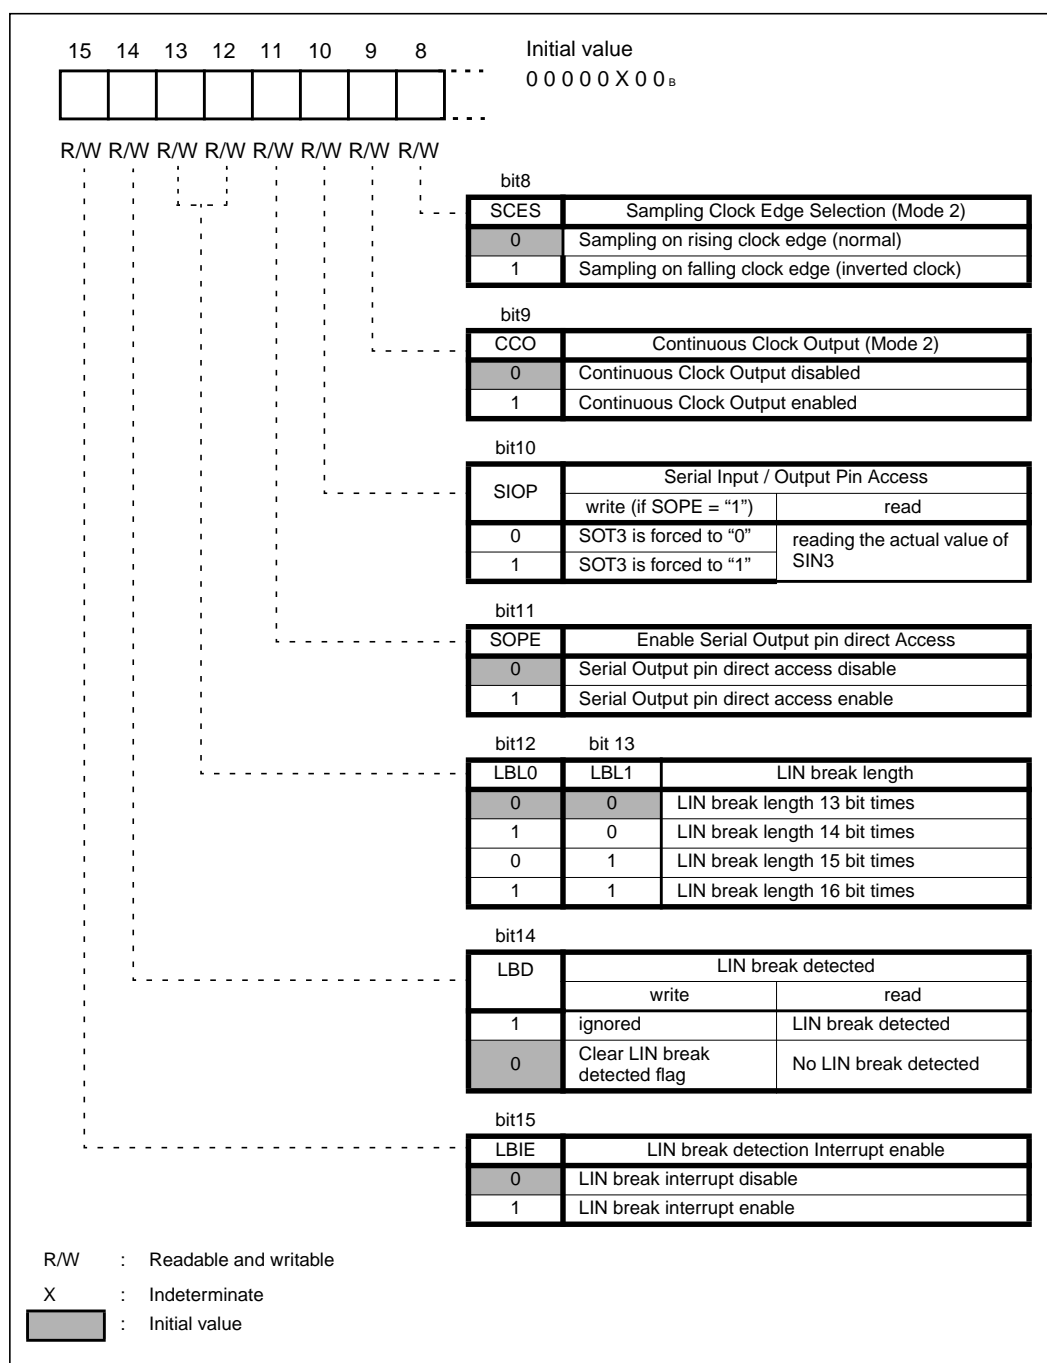 15 14 13 12 11 10 9 8
Initial value
0 0 0 0 0 X 0 0 B
R/W R/W R/W R/W R/W R/W R/W R/W
bit8
SCES Sampling Clock Edge Selection (Mode 2)
0 Sampling on rising clock edge (normal)
1 Sampling on falling clock edge (inverted clock)
bit9
CCO Continuous Clock Output (Mode 2)
0 Continuous Clock Output disabled
1 Continuous Clock Output enabled
bit10
SIOP Serial Input / Output Pin Access
write (if SOPE = “1”) read
0 SOT3 is forced to “0” reading the actual value of
1 SOT3 is forced to “1” SIN3
bit11
SOPE Enable Serial Output pin direct Access
0 Serial Output pin direct access disable
1 Serial Output pin direct access enable
bit12 bit 13
LBL0 LBL1 LIN break length
0 0 LIN break length 13 bit times
1 0 LIN break length 14 bit times
0 1 LIN break length 15 bit times
1 1 LIN break length 16 bit times
bit14
LBD LIN break detected
write read
1 ignored LIN break detected
0 Clear LIN break detected flag No LIN break detected
bit15
LBIE LIN break detection Interrupt enable
0 LIN break interrupt disable
1 LIN break interrupt enable
R/W : Readable and writable
X : Indeterminate
: Initial value